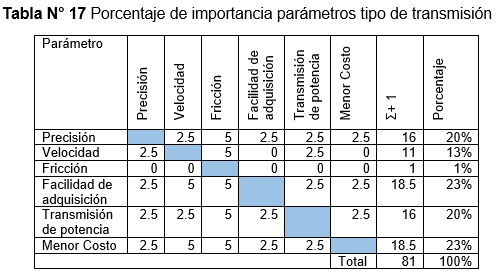 Tabla N° 17 Porcentaje de importancia parámetros tipo de transmisión
Parámetro Precisión Velocidad Fricción Facilidad de adquisición Transmisión de potencia Menor Costo Σ+ 1 Porcentaje
Precisión 2.5 5 2.5 2.5 2.5 16 20%
Velocidad 2.5 5 0 2.5 0 11 13%
Fricción 0 0 0 0 0 1 1%
Facilidad de
adquisición 2.5 5 5 2.5 2.5 18.5 23%
Transmisión
de potencia 2.5 2.5 5 2.5 2.5 16 20%
Menor Costo 2.5 5 5 2.5 2.5 18.5 23%
Total 81 100%